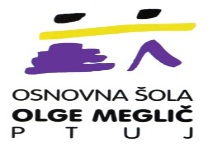 OSNOVNA ŠOLA
OLGE MEGLIČ
PTUJ